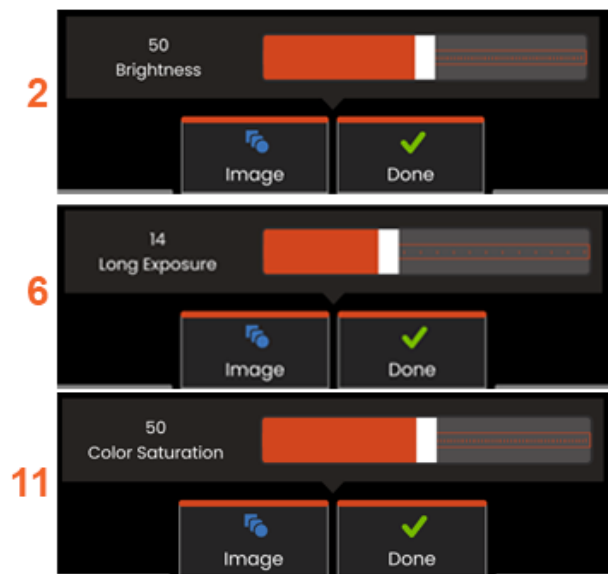 2
50
Brightness
Image
Done
6
14
Long Exposure
Image
Done
11
50
Color Saturation
Image
Done